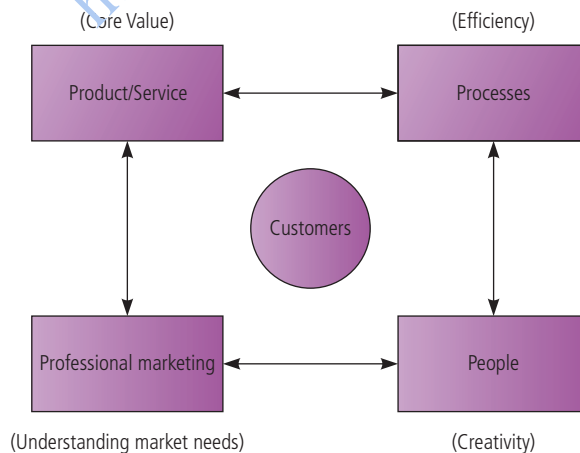 (Core Value)
(Efficiency)
Product/Service
Processes
Customers
Professional marketing
People
(Understanding market needs)
(Creativity)